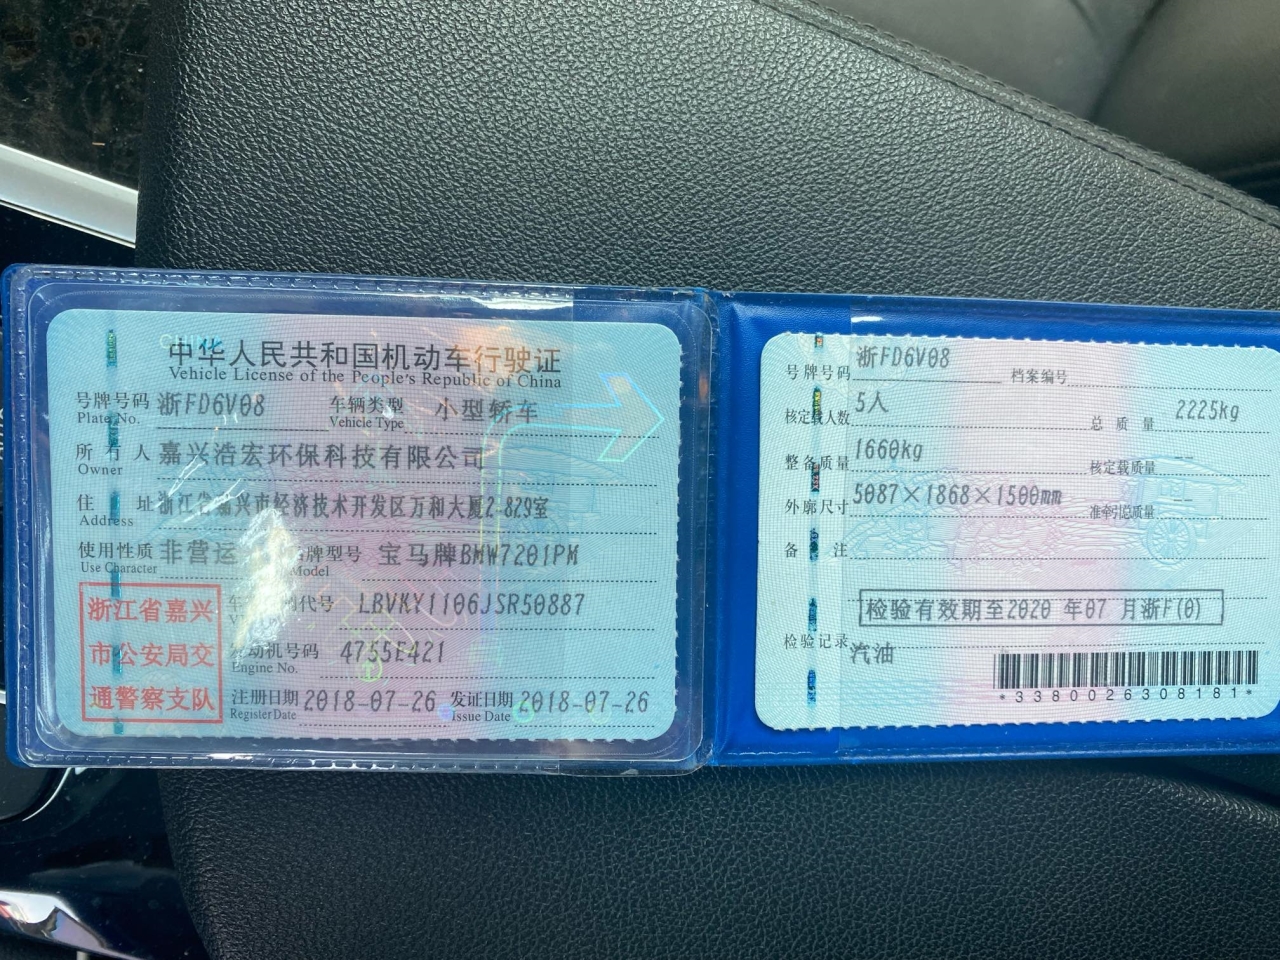 中华人民共和国机动车行驶证
Vehicle License of the People's Republic of China
号牌号码 浙FD6V08 车辆类型 小型轿车
Plate No. Vehicle Type
所有人 嘉兴浩宏环保科技有限公司
Owner
住址 浙江省嘉兴市经济技术开发区万和大厦2-829室
Address
使用性质 非营运 品牌型号 宝马牌BMW7201PM
Use Character Model
代号 LBVKY1106JSR50887
发动机号码 4755E421
Engine No.
注册日期 2018-07-26 发证日期 2018-07-26
Register Date Issue Date
浙江省嘉兴
市公安局交
通警察支队
号牌号码 浙FD6V08 档案编号
核定载人数 5人 总质量 2225kg
整备质量 1660kg 核定载质量 --
外廓尺寸 5087×1868×1500mm 准牵引总质量 --
备注
检验有效期至2020 年07 月浙F(0)
检验记录 汽油
*3380026308181*